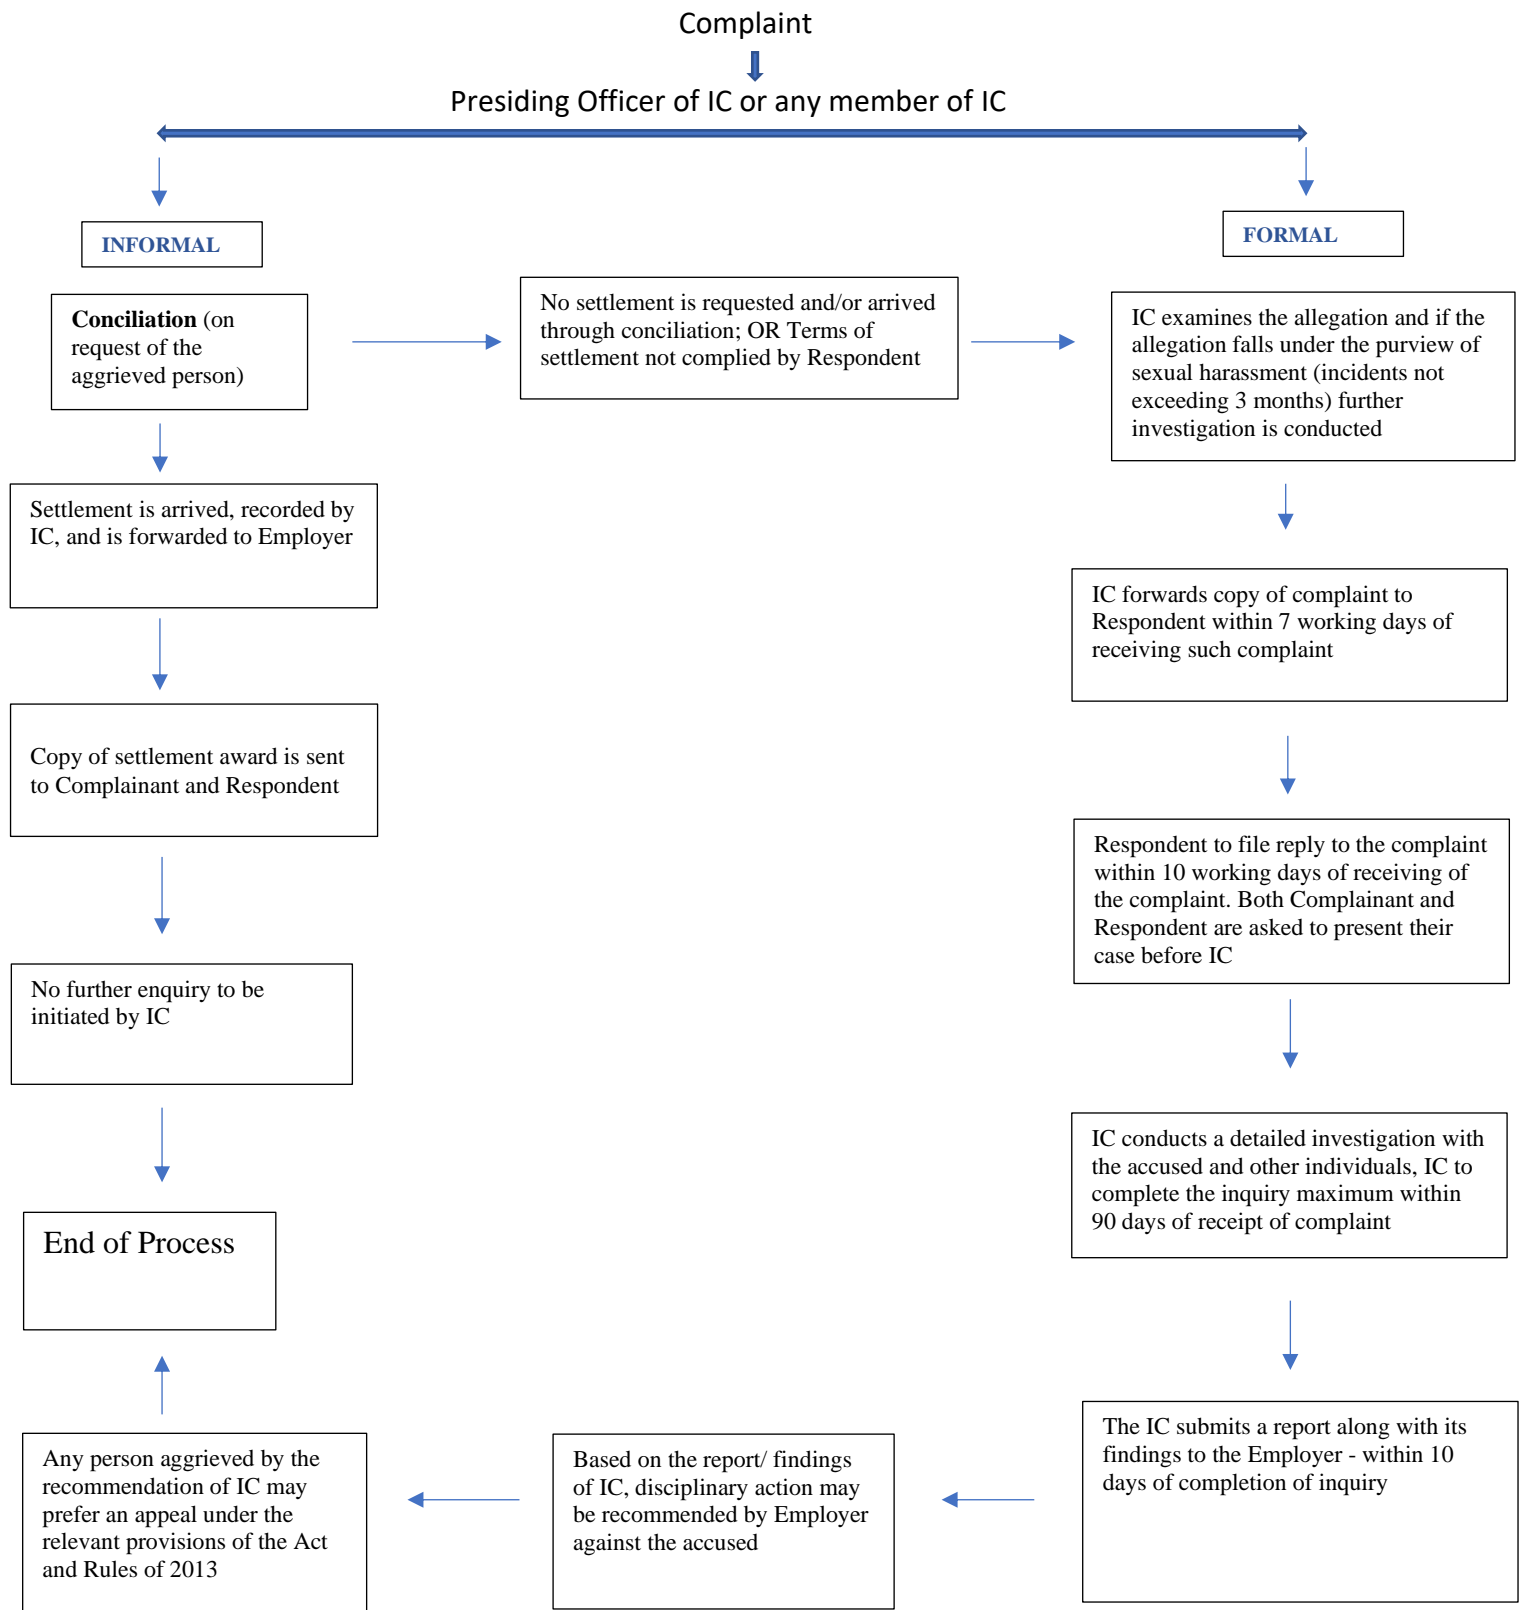 Complaint
Presiding Officer of IC or any member of IC
INFORMAL
FORMAL
Conciliation (on
request of the
aggrieved person)
No settlement is requested and/or arrived
through conciliation; OR Terms of
settlement not complied by Respondent
IC examines the allegation and if the
allegation falls under the purview of
sexual harassment (incidents not
exceeding 3 months) further
investigation is conducted
Settlement is arrived, recorded by
IC, and is forwarded to Employer
IC forwards copy of complaint to
Respondent within 7 working days of
receiving such complaint
Copy of settlement award is sent
to Complainant and Respondent
Respondent to file reply to the complaint
within 10 working days of receiving of
the complaint. Both Complainant and
Respondent are asked to present their
case before IC
No further enquiry to be
initiated by IC
IC conducts a detailed investigation with
the accused and other individuals, IC to
complete the inquiry maximum within
90 days of receipt of complaint
End of Process
The IC submits a report along with its
findings to the Employer - within 10
days of completion of inquiry
Based on the report/ findings
of IC, disciplinary action may
be recommended by Employer
against the accused
Any person aggrieved by the
recommendation of IC may
prefer an appeal under the
relevant provisions of the Act
and Rules of 2013